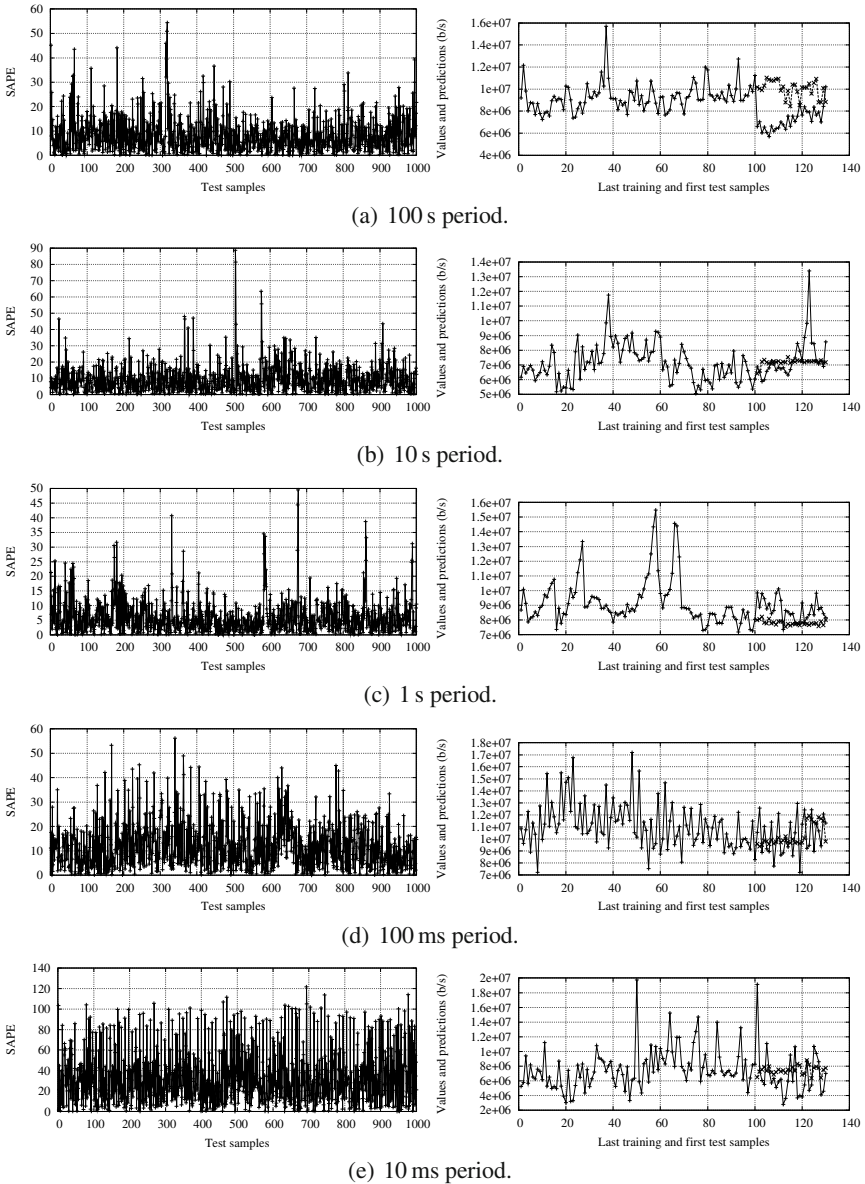 SAPE
60
50
40
30
20
10
0
0 100 200 300 400 500 600 700 800 900 1000
Test samples
Values and predictions (b/s)
1.6e+07
1.4e+07
1.2e+07
1e+07
8e+06
6e+06
4e+06
0 20 40 60 80 100 120 140
Last training and first test samples
(a) 100 s period.
SAPE
90
80
70
60
50
40
30
20
10
0
0 100 200 300 400 500 600 700 800 900 1000
Test samples
Values and predictions (b/s)
1.4e+07
1.3e+07
1.2e+07
1.1e+07
1e+07
9e+06
8e+06
7e+06
6e+06
5e+06
0 20 40 60 80 100 120 140
Last training and first test samples
(b) 10 s period.
SAPE
50
45
40
35
30
25
20
15
10
5
0
0 100 200 300 400 500 600 700 800 900 1000
Test samples
Values and predictions (b/s)
1.6e+07
1.5e+07
1.4e+07
1.3e+07
1.2e+07
1.1e+07
1e+07
9e+06
8e+06
7e+06
0 20 40 60 80 100 120 140
Last training and first test samples
(c) 1 s period.
SAPE
60
50
40
30
20
10
0
0 100 200 300 400 500 600 700 800 900 1000
Test samples
Values and predictions (b/s)
1.8e+07
1.7e+07
1.6e+07
1.5e+07
1.4e+07
1.3e+07
1.2e+07
1.1e+07
1e+07
9e+06
8e+06
7e+06
0 20 40 60 80 100 120 140
Last training and first test samples
(d) 100 ms period.
SAPE
140
120
100
80
60
40
20
0
0 100 200 300 400 500 600 700 800 900 1000
Test samples
Values and predictions (b/s)
2e+07
1.8e+07
1.6e+07
1.4e+07
1.2e+07
1e+07
8e+06
6e+06
4e+06
2e+06
0 20 40 60 80 100 120 140
Last training and first test samples
(e) 10 ms period.